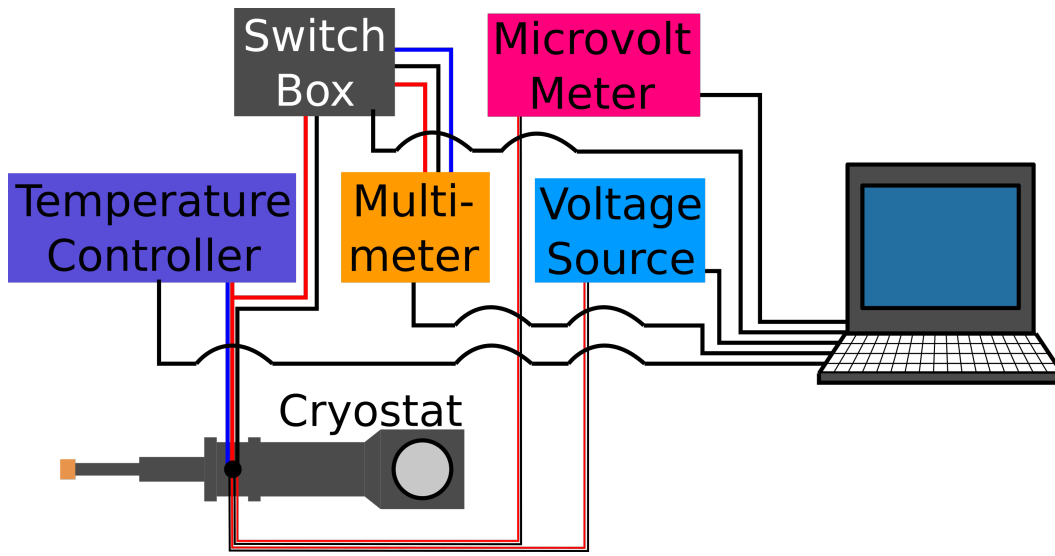 Switch
Box
Microvolt
Meter
Temperature
Controller
Multi-
meter
Voltage
Source
Cryostat